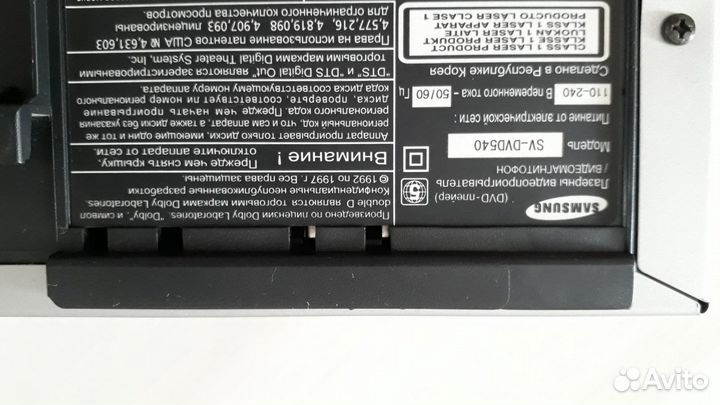 SAMSUNG
Лазерны видеопроигрыватель
(DVD-плейер)
/ ВИДЕОМАГНИТОФОН
5
Модель
SV-DVD540
Питание от электрической сети :
110-240 В переменного тока ~ 50/60 Гц
Сделано в Республике Корея
CLASS 1 LASER PRODUCT
KLASSE 1 LASER PRODUKT
LUOKAN 1 LASER LAITE
KLASS 1 LASER APPARAT
PRODUCTO LASER CLASE 1
Произведено по лицензии Dolby Laboratories. "Dolby", и символ
double D являются торговыми марками Dolby Laboratories.
Конфиденциальные неопубликованные разработки
© 1992 по 1997 г. Все права защищены.
Внимание !
Прежде чем снять крышку,
отключите аппарат от сети.
Аппарат проигрывает только диски, имеющие один и тот же
региональный код, что и сам аппарат, а также диски без указания
регионального кода. Прежде чем начать проигрывание
диска, проверьте, соответствует ли номер регионального
кода диска соответствующему номеру аппарата.
"DTS" и "DTS Digital Out" являются зарегистрированными
торговыми марками Digital Theater System, Inc.
Права на использование патентов США № 4,631,603
4,577,216, 4,819,098, 4,907,093 лицензированы
для ограниченного количества просмотров.
Avito